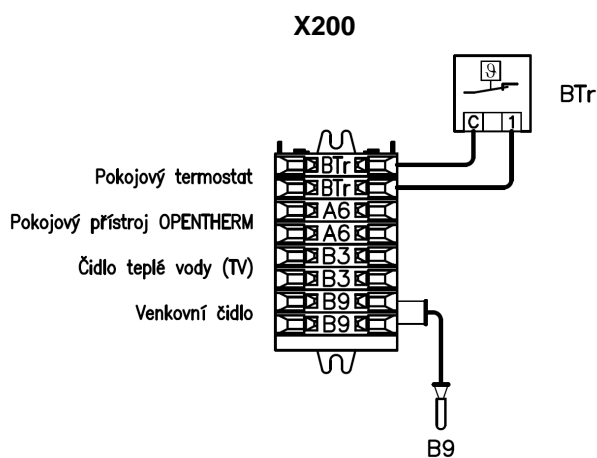 X200
ϑ
BTr
C 1
BTr
Pokojový termostat
BTr
Pokojový přístroj OPENTHERM
A6
A6
Čidlo teplé vody (TV)
B3
B3
Venkovní čidlo
B9
B9
B9